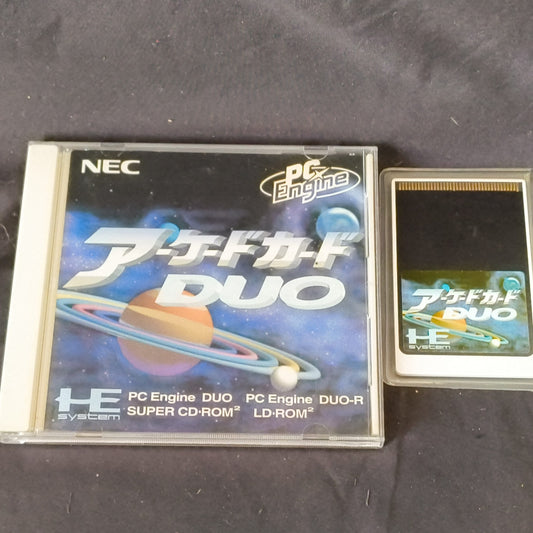 NEC
PC Engine
アーケードカード
DUO
HE system
PC Engine DUO PC Engine DUO-R
SUPER CD•ROM² LD-ROM²
アーケードカード
DUO
HE system